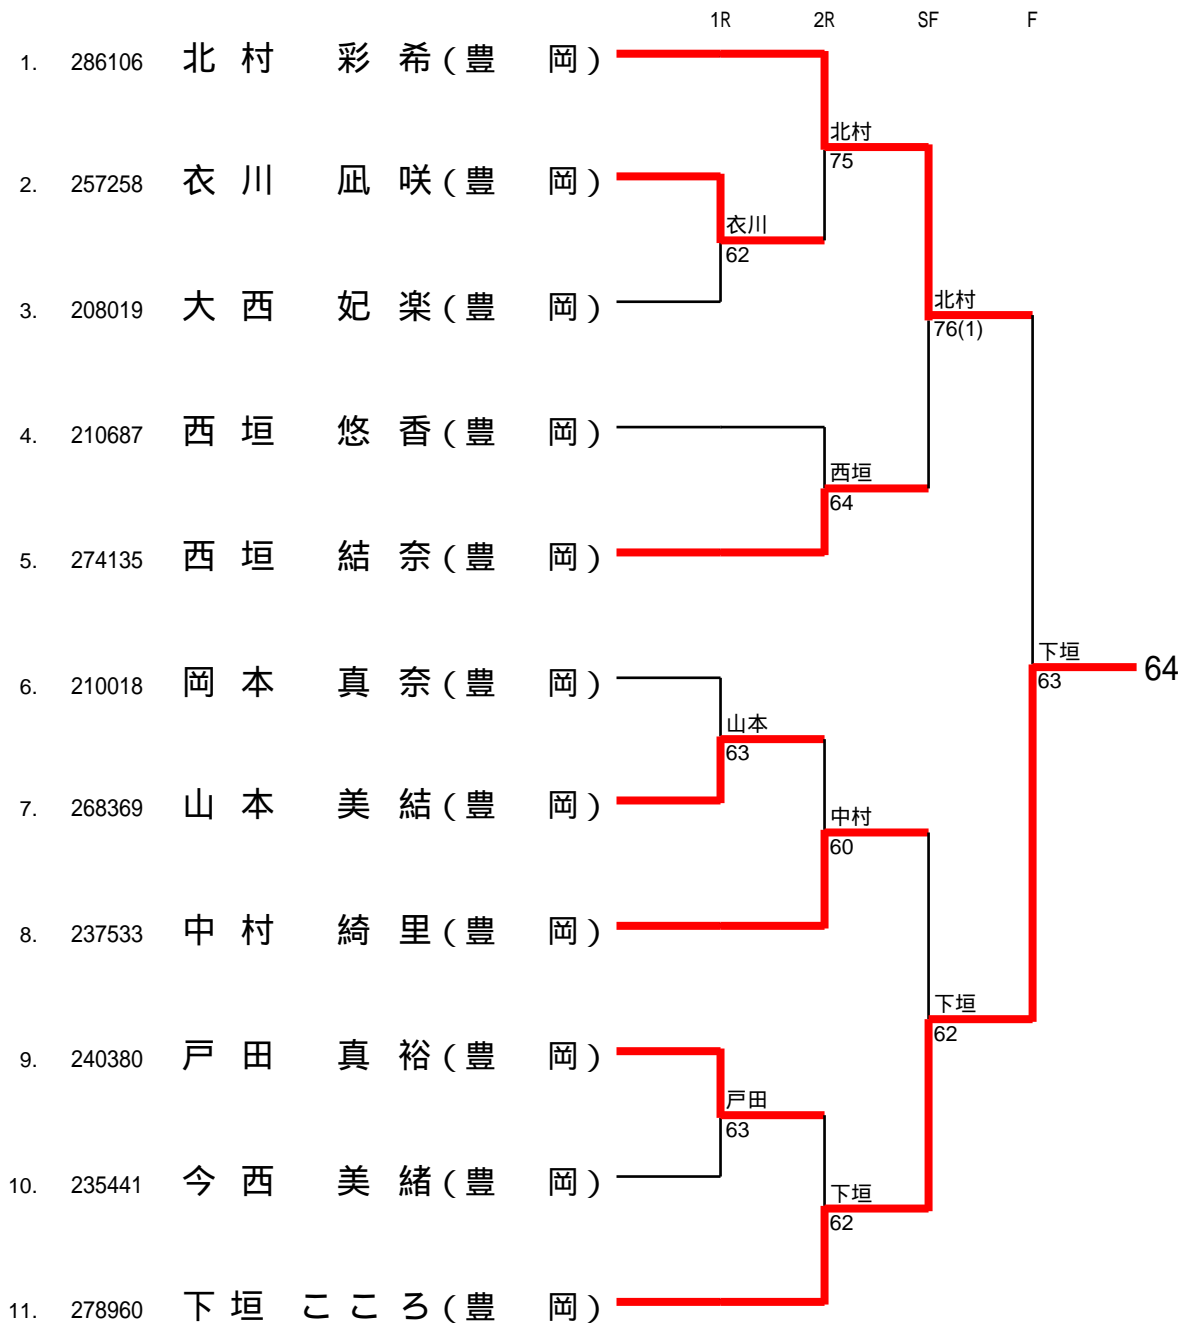 1R 2R SF F
1. 286106 北村 彩希(豊 岡)
北村
75
2. 257258 衣川 凪咲(豊 岡)
衣川
62
3. 208019 大西 妃楽(豊 岡)
北村
76(1)
4. 210687 西垣 悠香(豊 岡)
西垣
64
5. 274135 西垣 結奈(豊 岡)
下垣
63
64
6. 210018 岡本 真奈(豊 岡)
山本
63
7. 268369 山本 美結(豊 岡)
中村
60
8. 237533 中村 綺里(豊 岡)
下垣
62
9. 240380 戸田 真裕(豊 岡)
戸田
63
10. 235441 今西 美緒(豊 岡)
下垣
62
11. 278960 下垣 こころ(豊 岡)